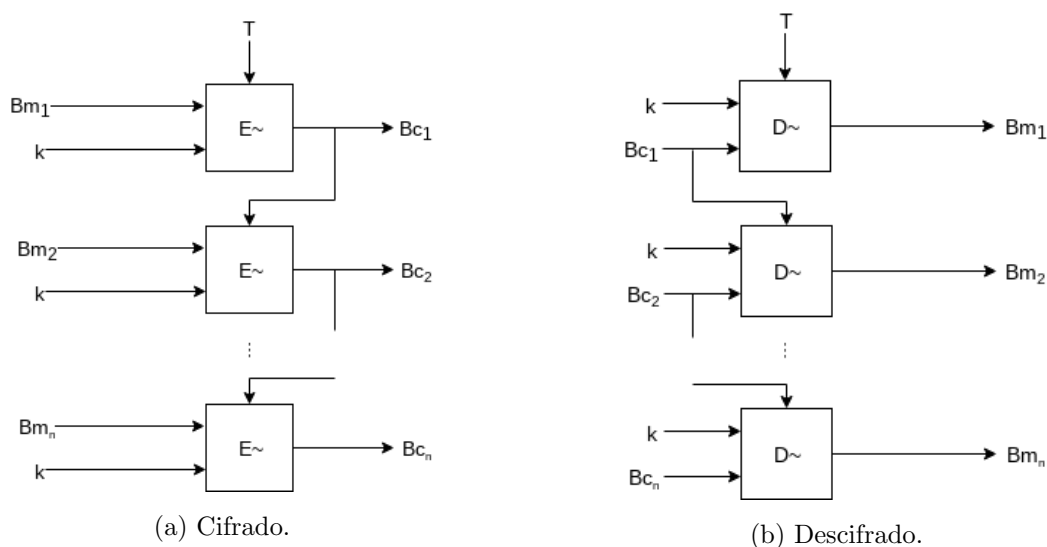 T
Bm1
k
E~
Bc1
Bm2
k
E~
Bc2
⋮
Bmn
k
E~
Bcn
(a) Cifrado.
T
k
Bc1
D~
Bm1
k
Bc2
D~
Bm2
⋮
k
Bcn
D~
Bmn
(b) Descifrado.